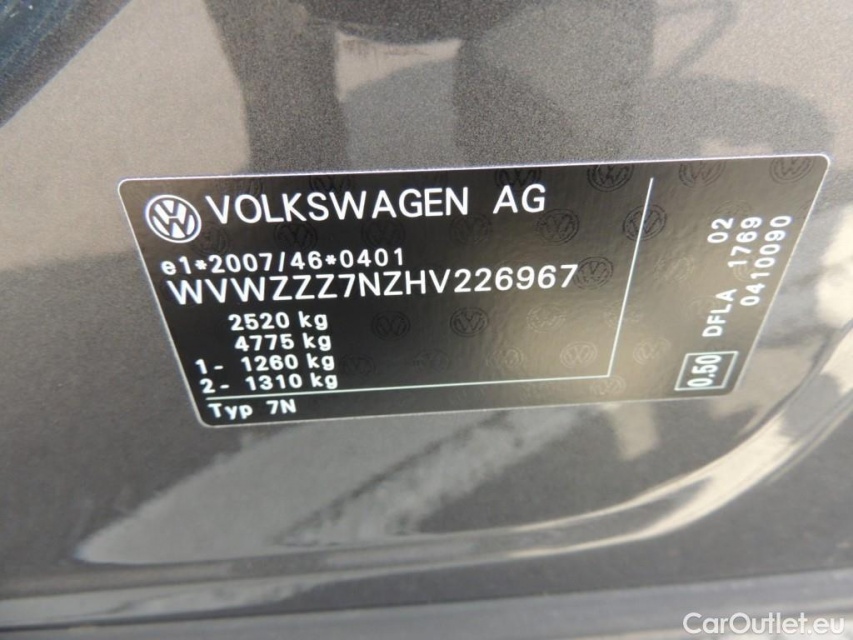 VOLKSWAGEN AG
e1*2007/46*0401
WVWZZZ7NZHV226967
2520 kg
4775 kg
1- 1260 kg
2- 1310 kg
Typ 7N
02
DFLA 1769
0410090
0.50
CarOutlet.eu